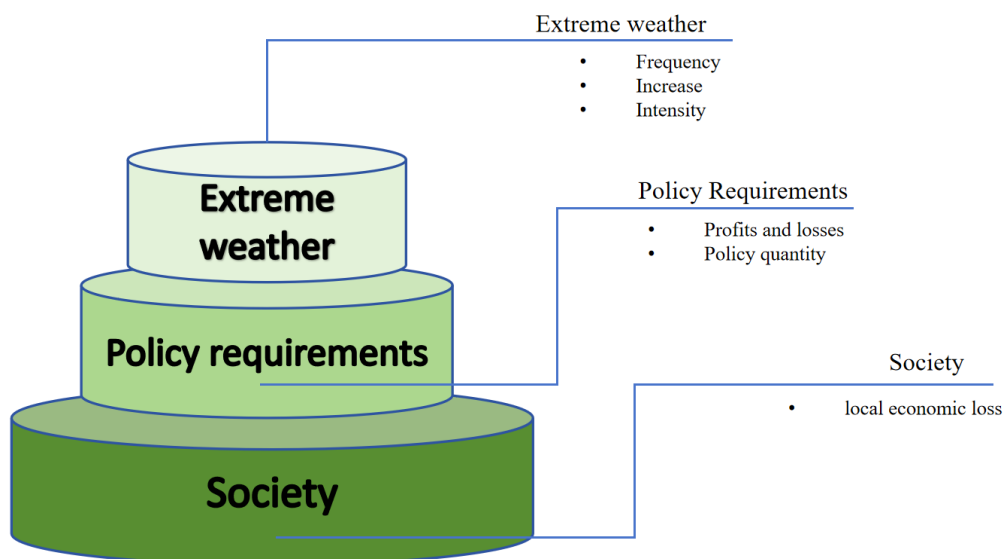 Extreme weather
• Frequency
• Increase
• Intensity
Extreme
weather
Policy Requirements
• Profits and losses
• Policy quantity
Policy requirements
Society
• local economic loss
Society